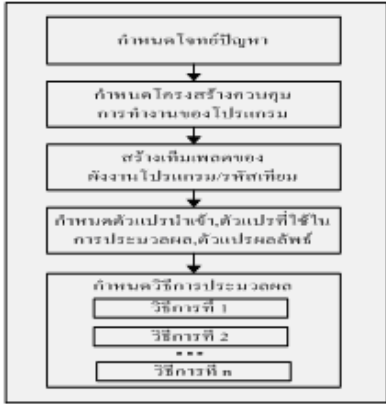 กำหนดโจทย์ปัญหา
กำหนดโครงสร้างควบคุม
การทำงานของโปรแกรม
สร้างเทมเพลตของ
ผังงานโปรแกรม/รหัสเทียม
กำหนดตัวแปรนำเข้า,ตัวแปรที่ใช้ใน
การประมวลผล,ตัวแปรผลลัพธ์
กำหนดวิธีการประมวลผล
วิธีการที่ 1
วิธีการที่ 2
***
วิธีการที่ n